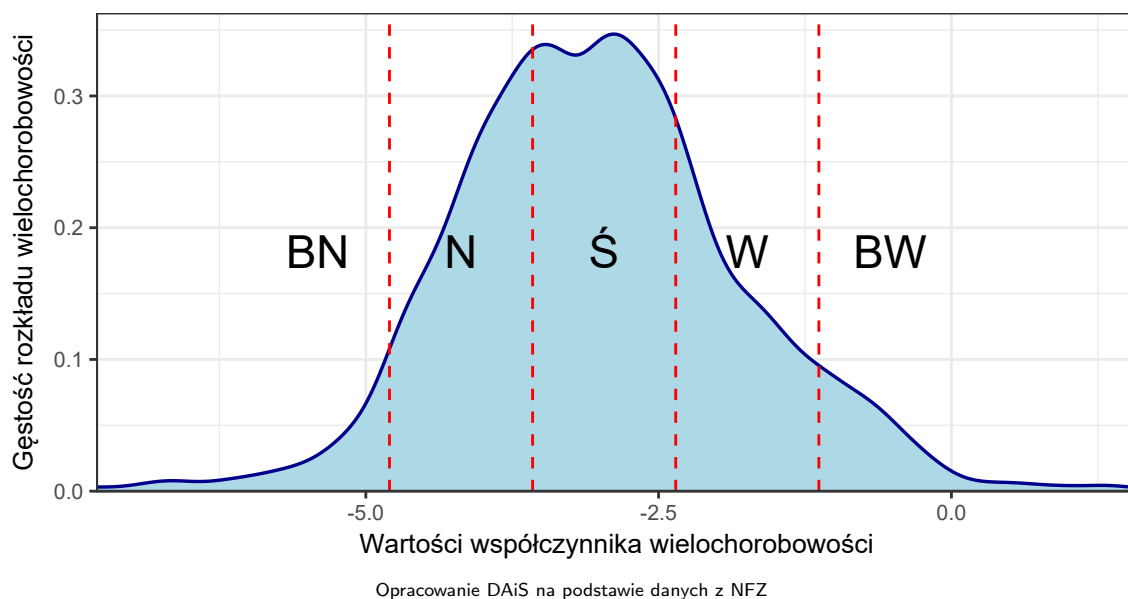 Gęstość rozkładu wielochorobowości
0.3
0.2
0.1
0.0
BN N Ś W BW
-5.0 -2.5 0.0
Wartości współczynnika wielochorobowości
Opracowanie DAiS na podstawie danych z NFZ